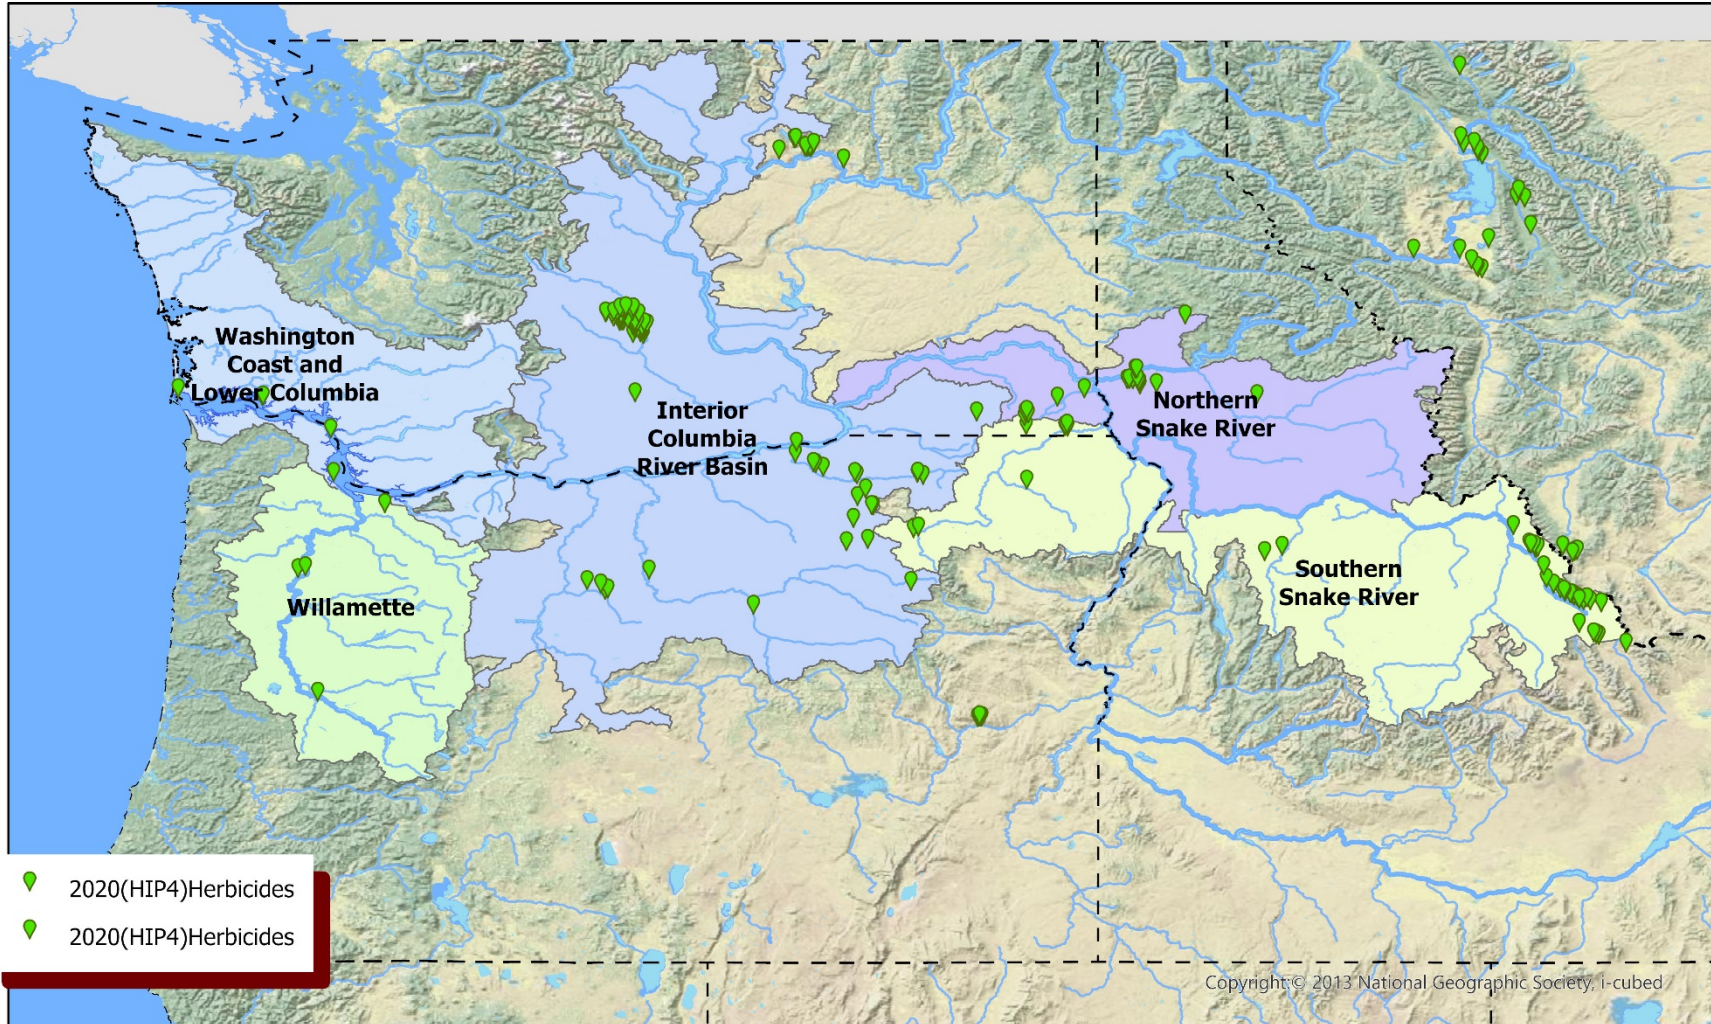 Washington
Coast and
Lower Columbia
Interior
Columbia
River Basin
Northern
Snake River
Southern
Snake River
Willamette
2020(HIP4)Herbicides
2020(HIP4)Herbicides
Copyright:© 2013 National Geographic Society, i-cubed